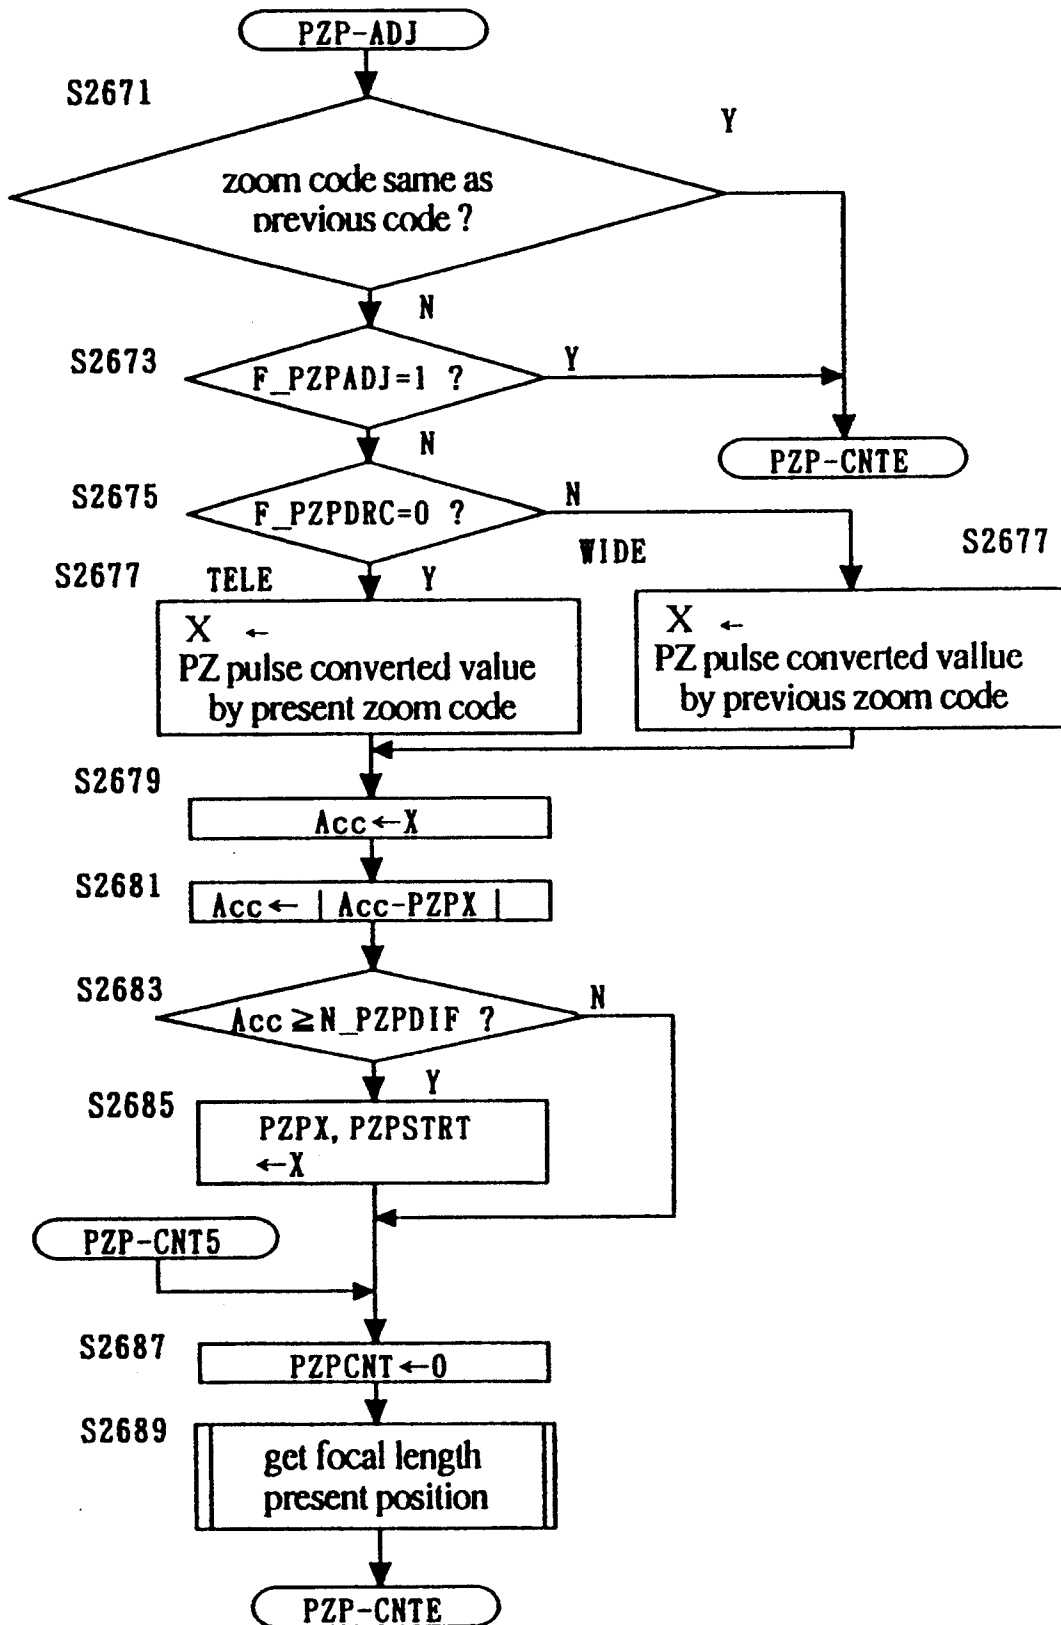 PZP-ADJ
S2671
Y
zoom code same as
previous code ?
N
S2673
F_PZPADJ=1 ?
Y
N
PZP-CNTE
S2675
F_PZPDRC=0 ?
N
WIDE
S2677
S2677
TELE
Y
X ←
PZ pulse converted value
by present zoom code
X ←
PZ pulse converted vallue
by previous zoom code
S2679
Acc←X
S2681
Acc← | Acc-PZPX |
S2683
Acc≧N_PZPDIF ?
N
Y
S2685
PZPX, PZPSTRT
←X
PZP-CNT5
S2687
PZPCNT←0
S2689
get focal length
present position
PZP-CNTE